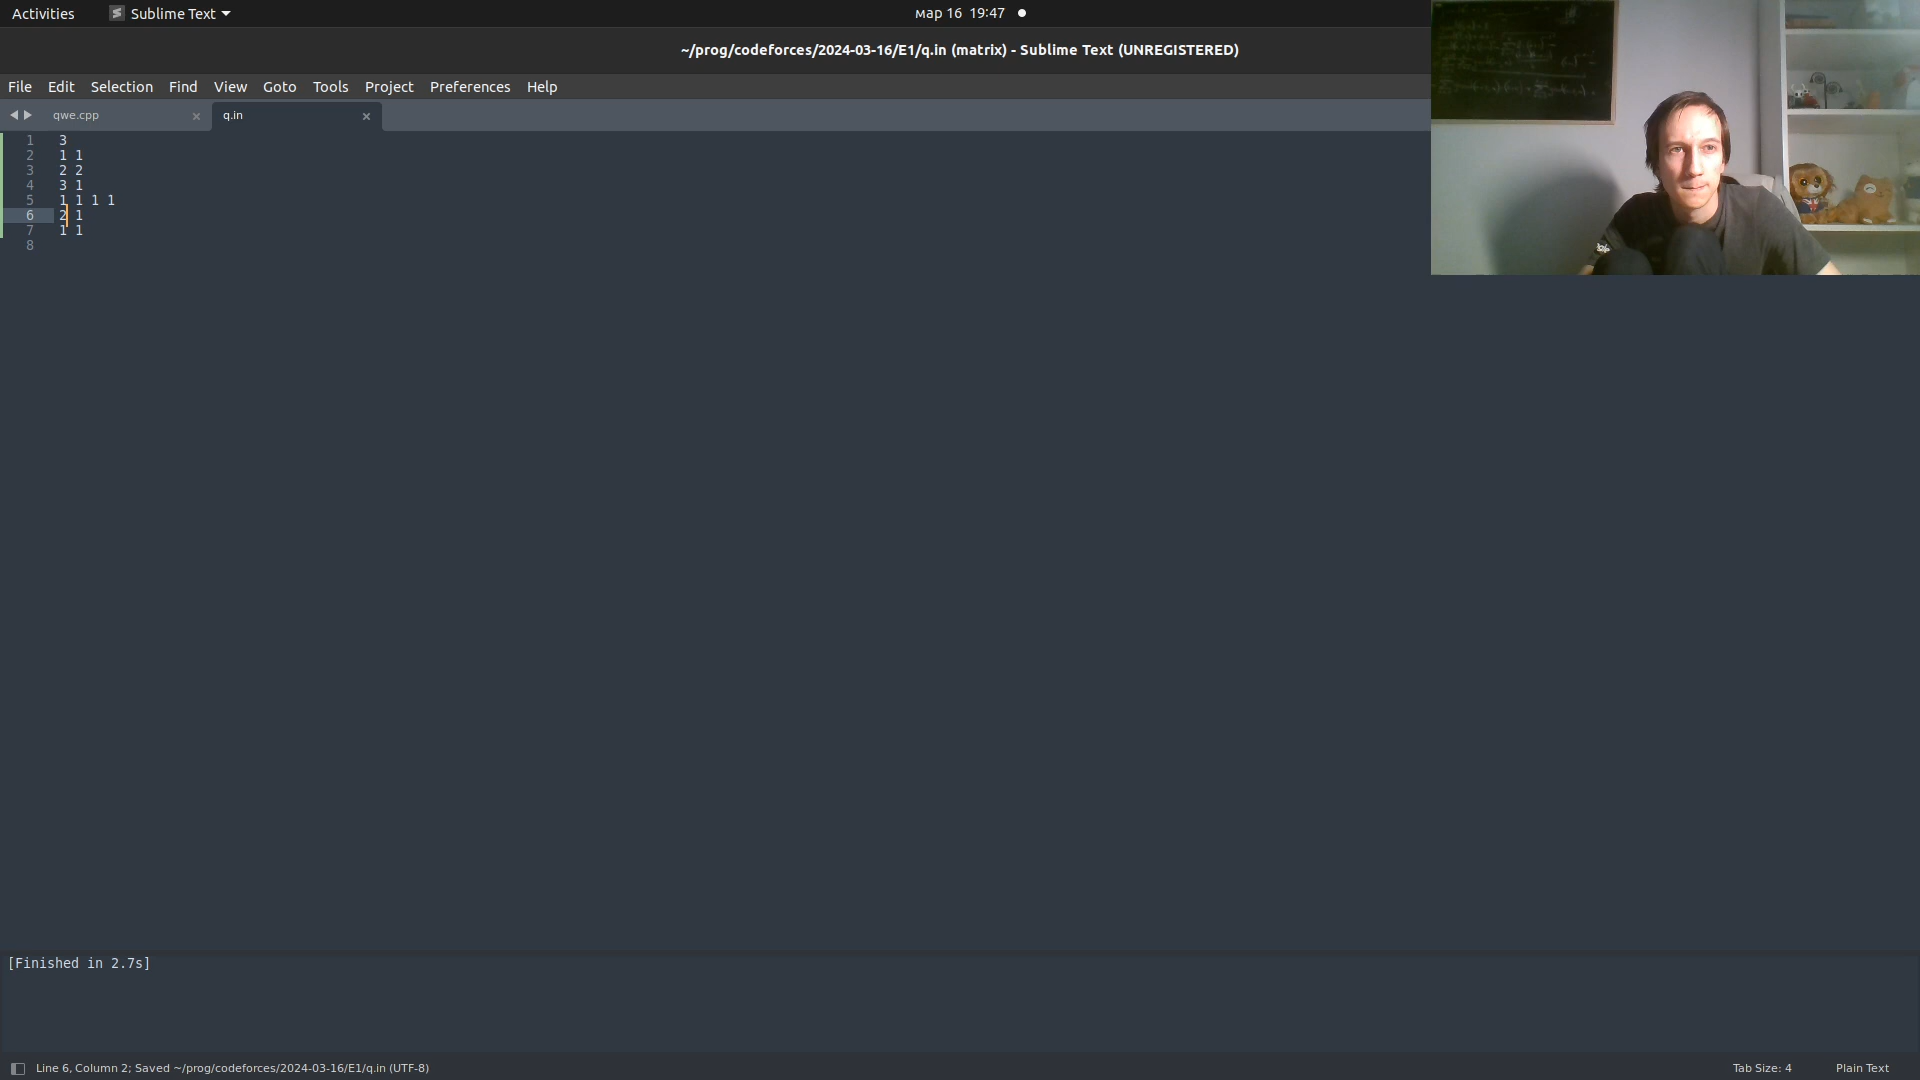 Activities
Sublime Text
мар 16 19:47
~/prog/codeforces/2024-03-16/E1/q.in (matrix) - Sublime Text (UNREGISTERED)
File Edit Selection Find View Goto Tools Project Preferences Help
qwe.cpp
q.in
1 3
2 1 1
3 2 2
4 3 1
5 1 1 1 1
6 2 1
7 1 1
8
[Finished in 2.7s]
Line 6, Column 2; Saved ~/prog/codeforces/2024-03-16/E1/q.in (UTF-8)
Tab Size: 4
Plain Text